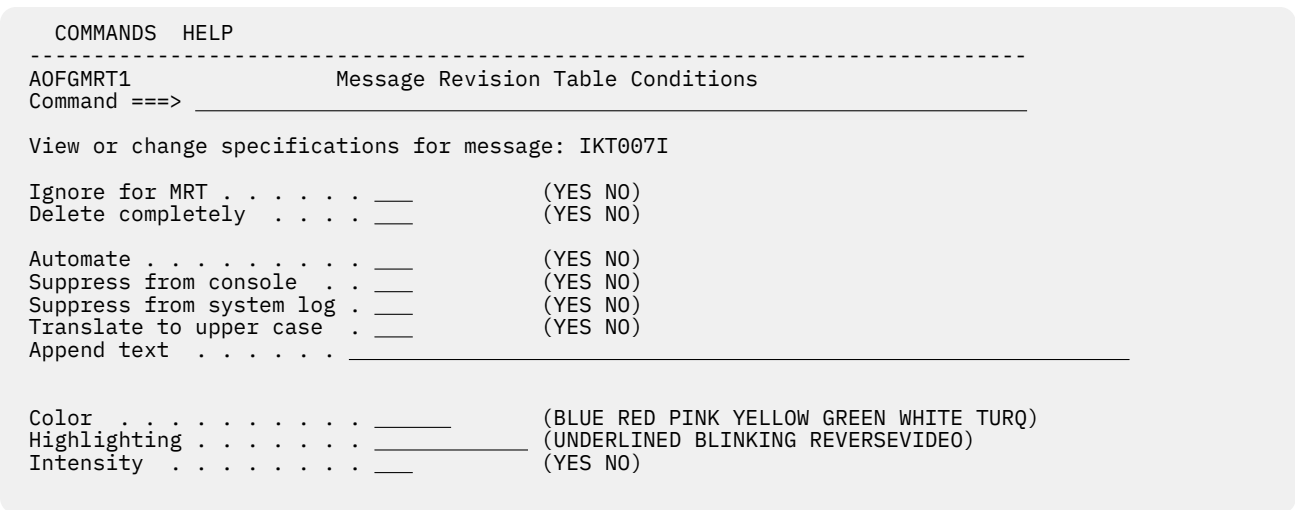 COMMANDS HELP
-------------------------------------------------------------------------------
AOFGMRT1 Message Revision Table Conditions
Command ===> _________________________________________________________________
View or change specifications for message: IKT007I
Ignore for MRT . . . . . . ___ (YES NO)
Delete completely . . . . ___ (YES NO)
Automate . . . . . . . . . ___ (YES NO)
Suppress from console . . ___ (YES NO)
Suppress from system log . ___ (YES NO)
Translate to upper case . ___ (YES NO)
Append text . . . . . . _____________________________________________________________
Color . . . . . . . . . . ______ (BLUE RED PINK YELLOW GREEN WHITE TURQ)
Highlighting . . . . . . . ____________ (UNDERLINED BLINKING REVERSEVIDEO)
Intensity . . . . . . . . ___ (YES NO)